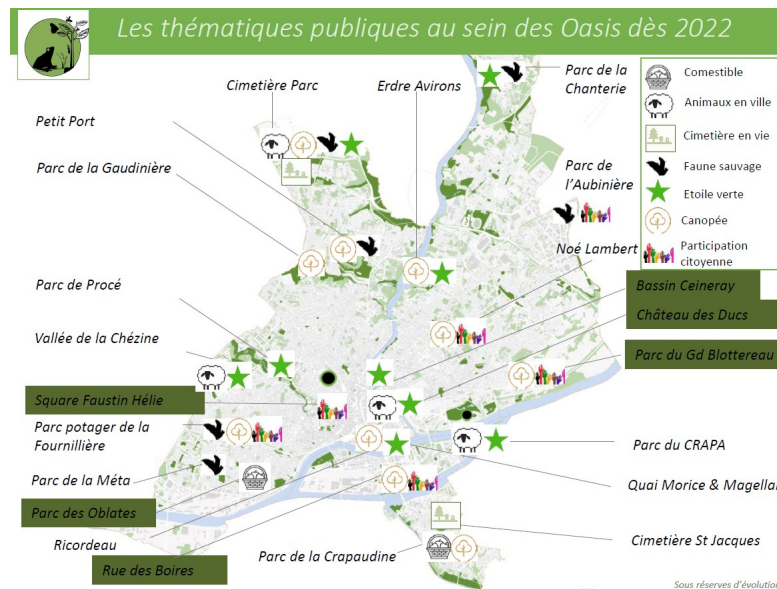 Les thématiques publiques au sein des Oasis dès 2022
Cimetière Parc
Erdre Avirons
Parc de la
Chanterie
Petit Port
Parc de la Gaudinière
Parc de
l'Aubinière
Noé Lambert
Parc de Procé
Vallée de la Chézine
Bassin Ceineray
Château des Ducs
Parc du Gd Blottereau
Square Faustin Hélie
Parc potager de la
Fournillière
Parc de la Méta
Parc des Oblates
Ricordeau
Rue des Boires
Parc de la Crapaudine
Parc du CRAPA
Quai Morice & Magellan
Cimetière St Jacques
Comestible
Animaux en ville
Cimetière en vie
Faune sauvage
Etoile verte
Canopée
Participation
citoyenne
Sous réserves d'évolution